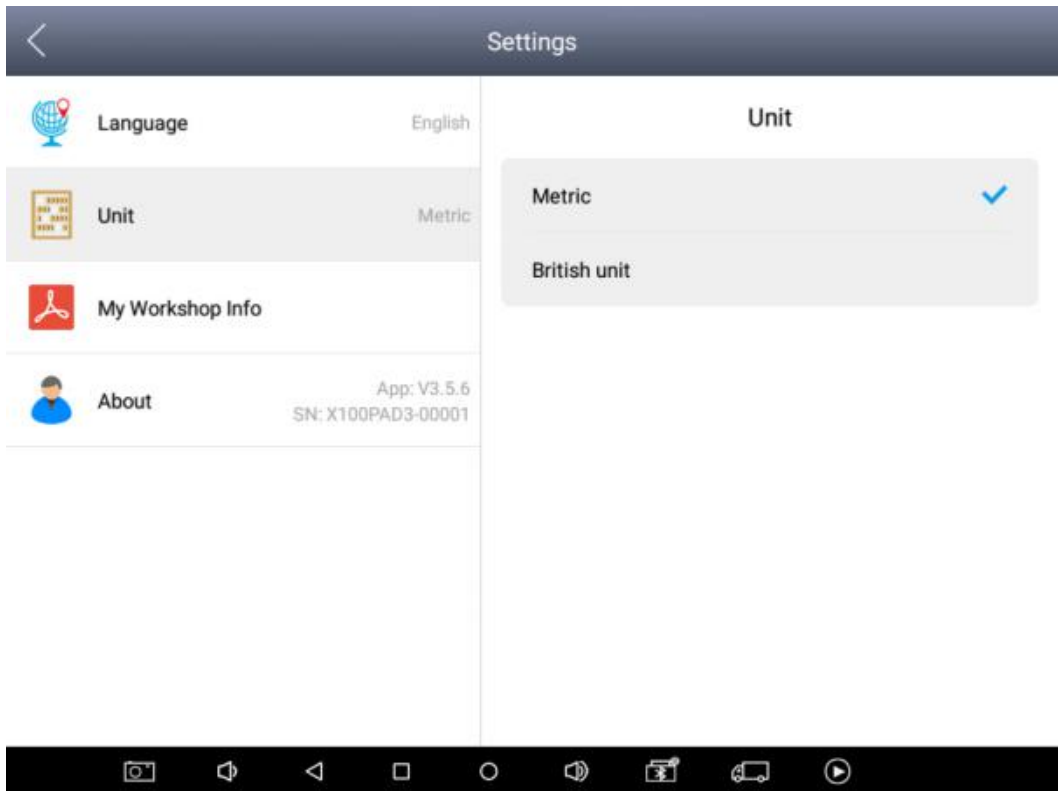 Settings
Language
English
Unit
Metric
My Workshop Info
About
App: V3.5.6
SN: X100PAD3-00001
Unit
Metric
British unit